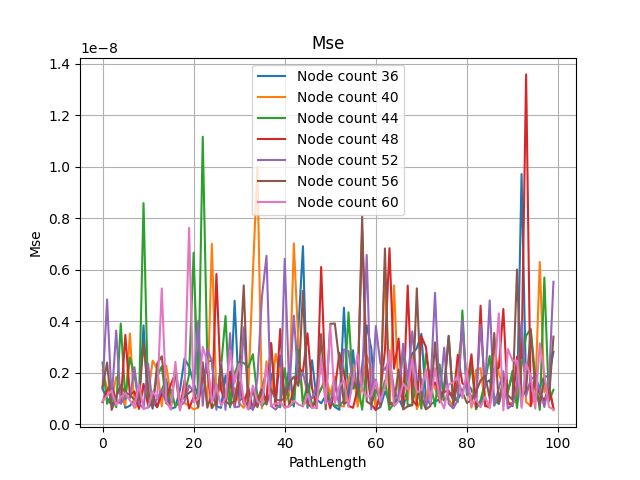 Mse
1e−8
1.4
1.2
1.0
0.8
0.6
0.4
0.2
0.0
Mse
Node count 36
Node count 40
Node count 44
Node count 48
Node count 52
Node count 56
Node count 60
0 20 40 60 80 100
PathLength